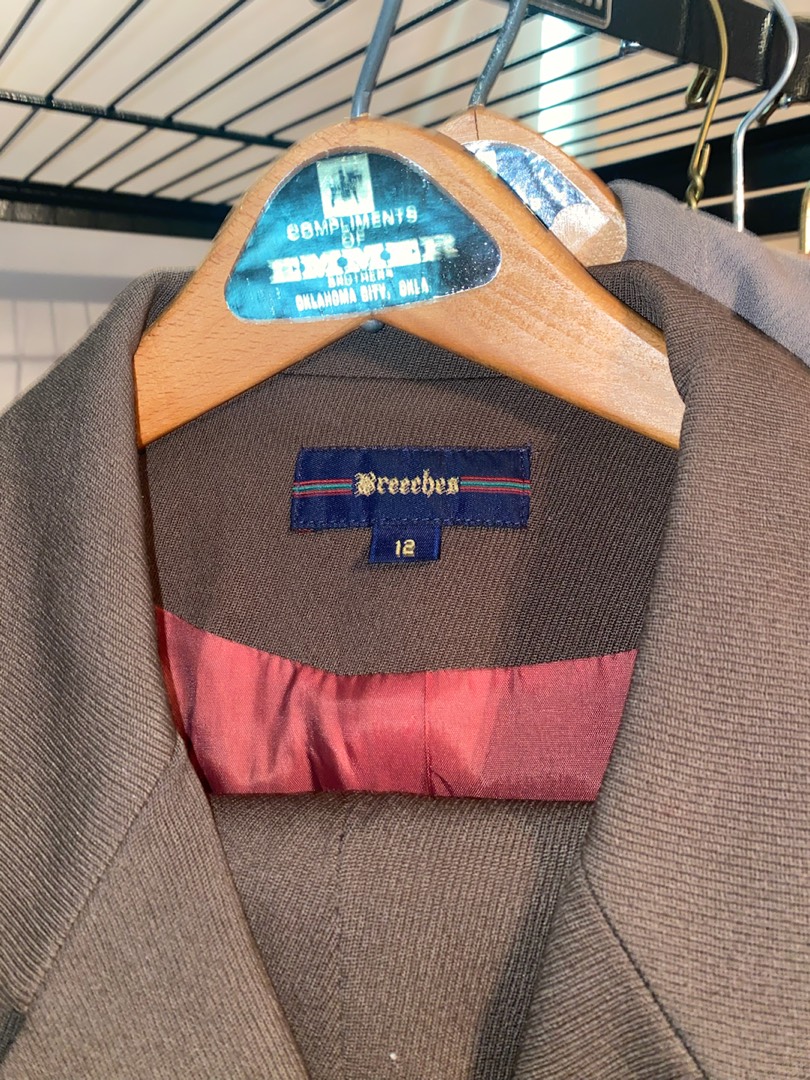 COMPLIMENTS
OF
EMMER
BROTHERS
OKLAHOMA CITY, OKLA.
Breeches
12